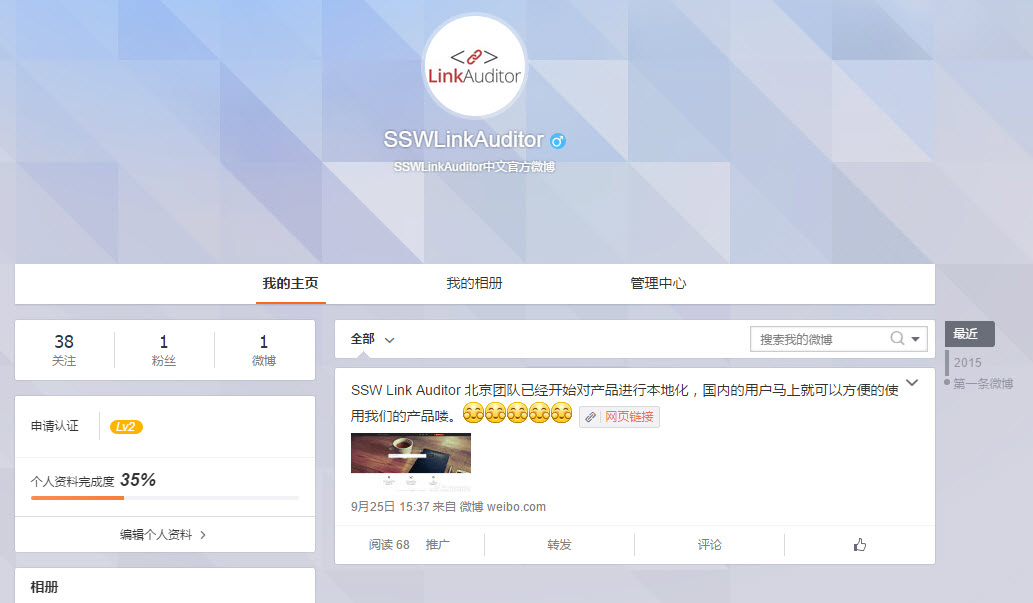 <>
LinkAuditor
SSWLinkAuditor
SSWLinkAuditor中文官方微博
我的主页 我的相册 管理中心
38 1 1
关注 粉丝 微博
申请认证 Lv2
个人资料完成度 35%
编辑个人资料 >
相册
全部 搜索我的微博
SSW Link Auditor 北京团队已经开始对产品进行本地化，国内的用户马上就可以方便的使
用我们的产品喽。 网页链接
9月25日 15:37 来自 微博 weibo.com
阅读 68 推广 转发 评论
最近
2015
第一条微博